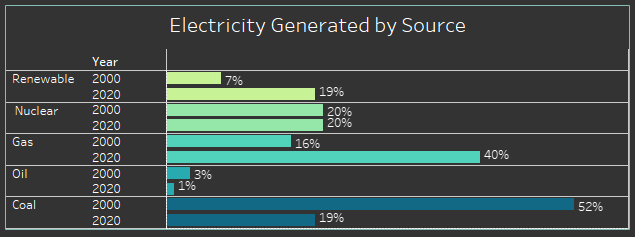 Electricity Generated by Source
Year
Renewable 2000 7%
2020 19%
Nuclear 2000 20%
2020 20%
Gas 2000 16%
2020 40%
Oil 2000 3%
2020 1%
Coal 2000 52%
2020 19%